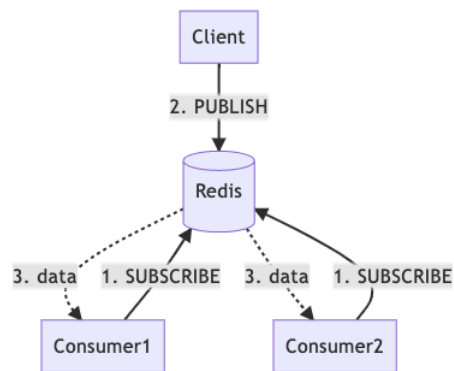 Client
2. PUBLISH
Redis
3. data
1. SUBSCRIBE
3. data
1. SUBSCRIBE
Consumer1
Consumer2